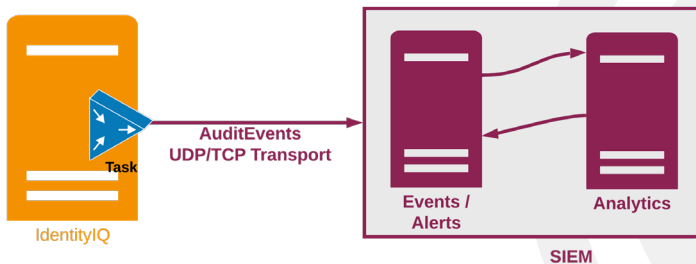 Task
IdentityIQ
AuditEvents
UDP/TCP Transport
Events /
Alerts
Analytics
SIEM